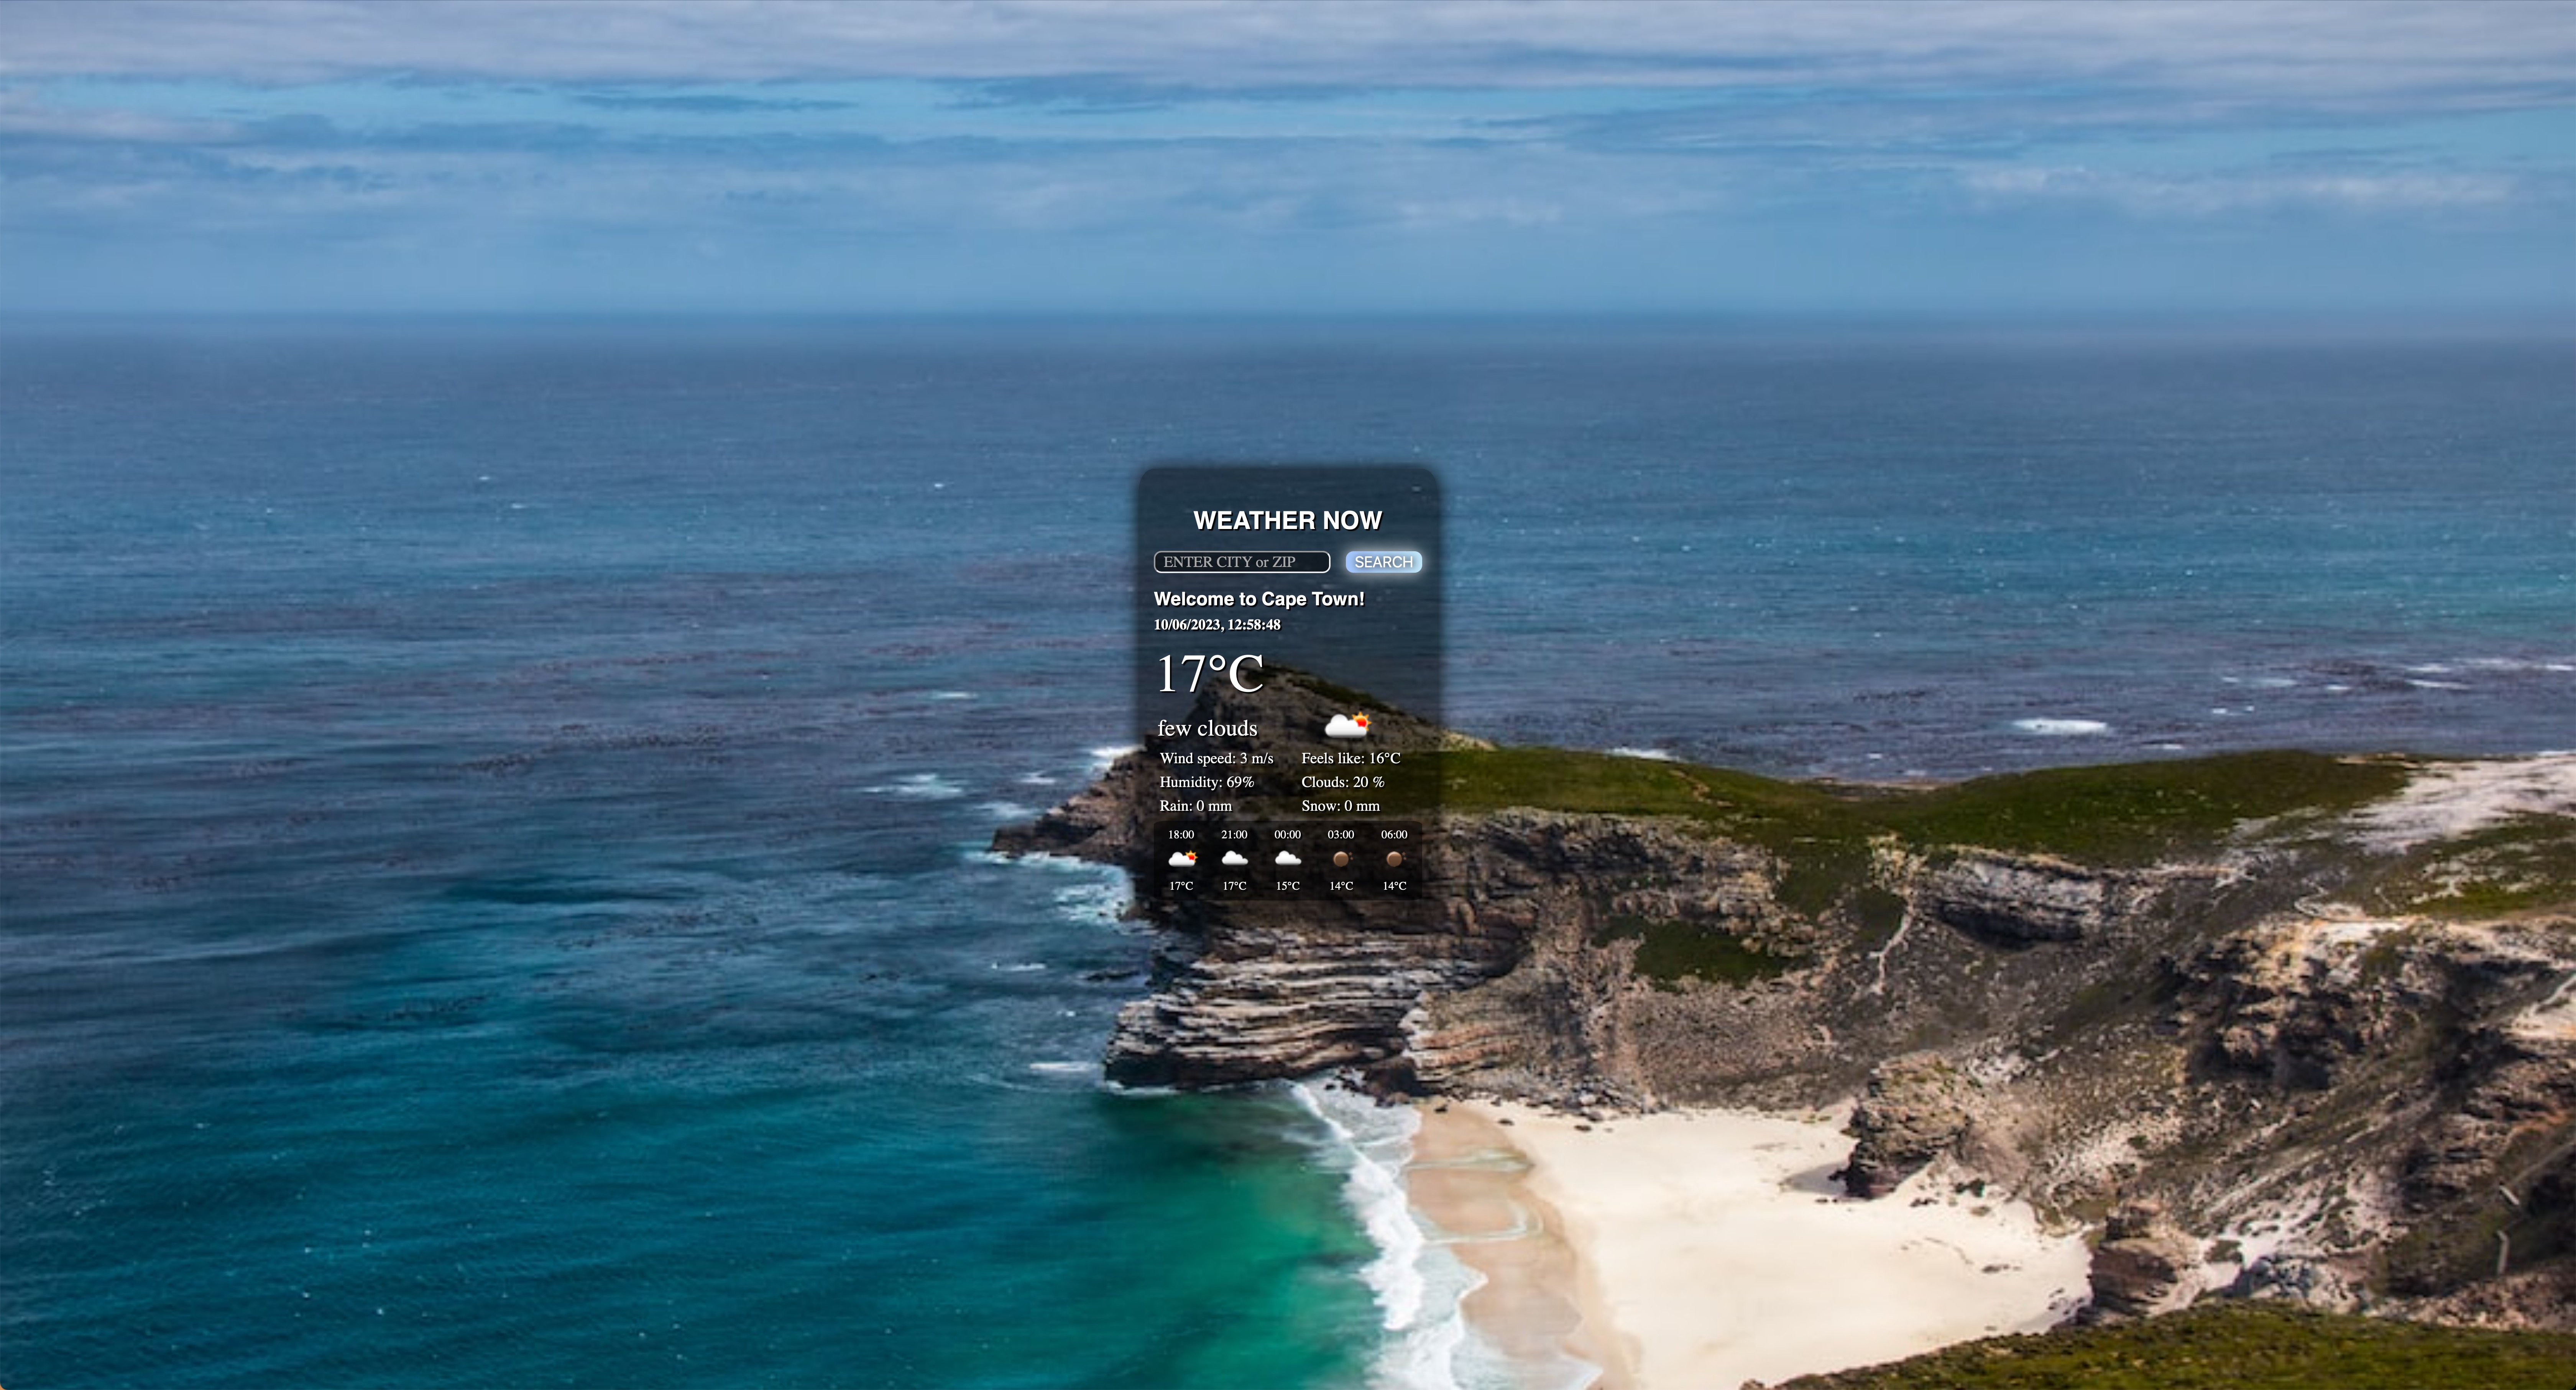 WEATHER NOW
ENTER CITY or ZIP SEARCH
Welcome to Cape Town!
10/06/2023, 12:58:48
17°C
few clouds
Wind speed: 3 m/s Feels like: 16°C
Humidity: 69% Clouds: 20 %
Rain: 0 mm Snow: 0 mm
18:00 21:00 00:00 03:00 06:00
17°C 17°C 15°C 14°C 14°C